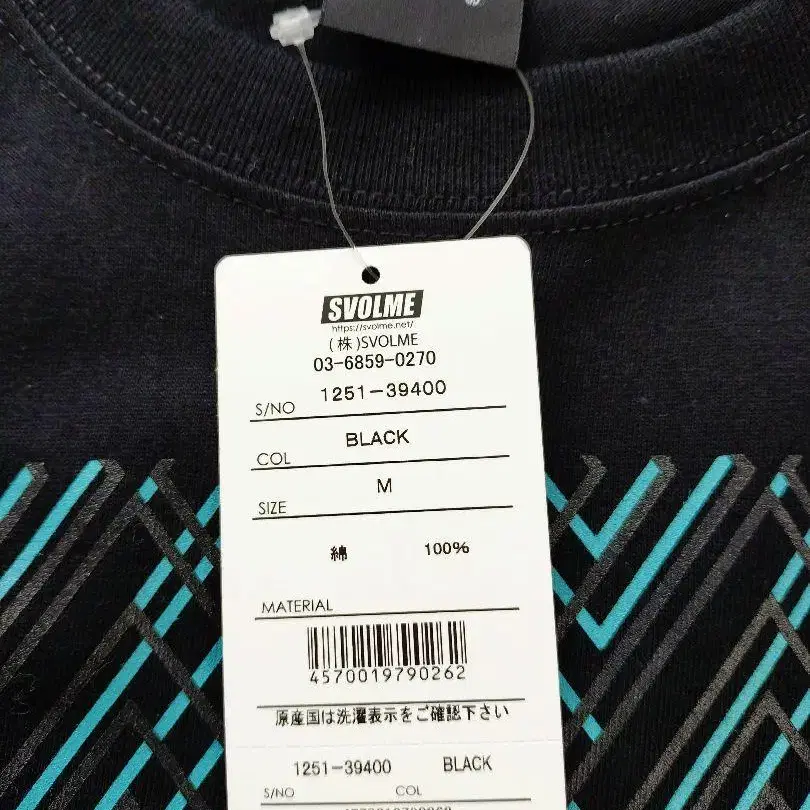 ®
SVOLME
https://svolme.net/
(株)SVOLME
03-6859-0270
S/NO 1251-39400
COL BLACK
SIZE M
綿 100%
MATERIAL
4570019790262
原産国は洗濯表示をご確認下さい
1251-39400 BLACK
S/NO COL